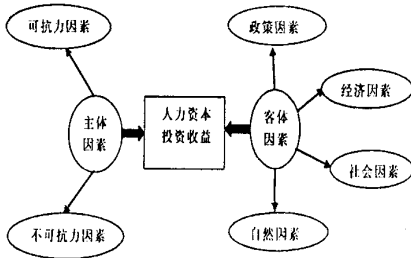 可抗力因素
政策因素
经济因素
主体
因素
人力资本
投资收益
客体
因素
社会因素
不可抗力因素
自然因素